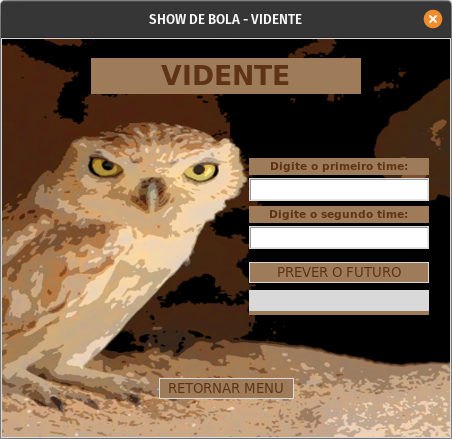 SHOW DE BOLA - VIDENTE
VIDENTE
Digite o primeiro time:
Digite o segundo time:
PREVER O FUTURO
RETORNAR MENU